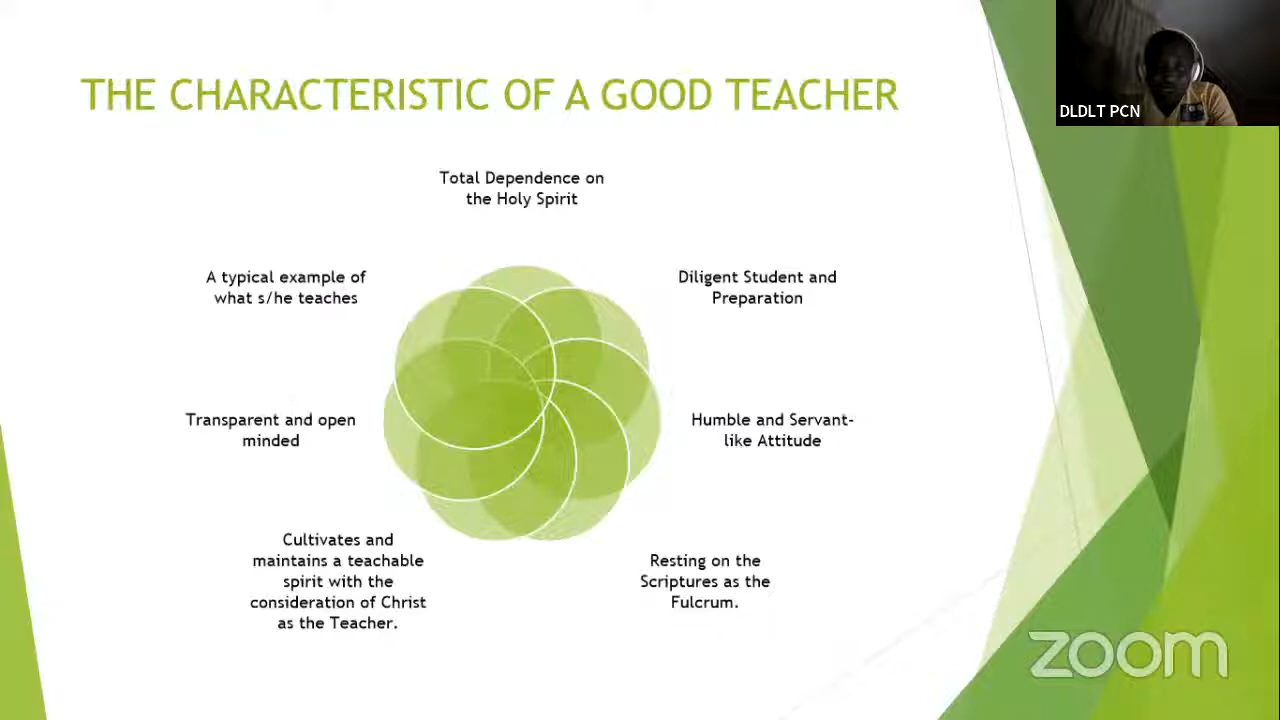 THE CHARACTERISTIC OF A GOOD TEACHER
DLDLT PCN
Total Dependence on
the Holy Spirit
Diligent Student and
Preparation
Humble and Servant-
like Attitude
Resting on the
Scriptures as the
Fulcrum.
Cultivates and
maintains a teachable
spirit with the
consideration of Christ
as the Teacher.
Transparent and open
minded
A typical example of
what s/he teaches
zoom